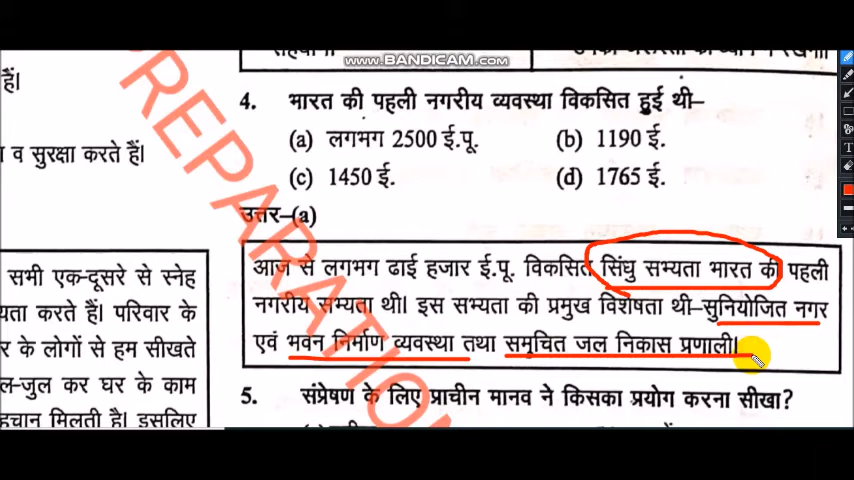 www.BANDICAM.com
हैं।
व सुरक्षा करते हैं।
4. भारत की पहली नगरीय व्यवस्था विकसित हुई थी–
(a) लगभग 2500 ई.पू. (b) 1190 ई.
(c) 1450 ई. (d) 1765 ई.
उत्तर–(a)
आज से लगभग ढाई हजार ई.पू. विकसित सिंधु सभ्यता भारत की पहली
नगरीय सभ्यता थी। इस सभ्यता की प्रमुख विशेषता थी–सुनियोजित नगर
एवं भवन निर्माण व्यवस्था तथा समुचित जल निकास प्रणाली।
सभी एक-दूसरे से स्नेह
करते हैं। परिवार के
के लोगों से हम सीखते
कर घर के काम
मिलती है। इसलिए
5. संप्रेषण के लिए प्राचीन मानव ने किसका प्रयोग करना सीखा?
PREPARATION